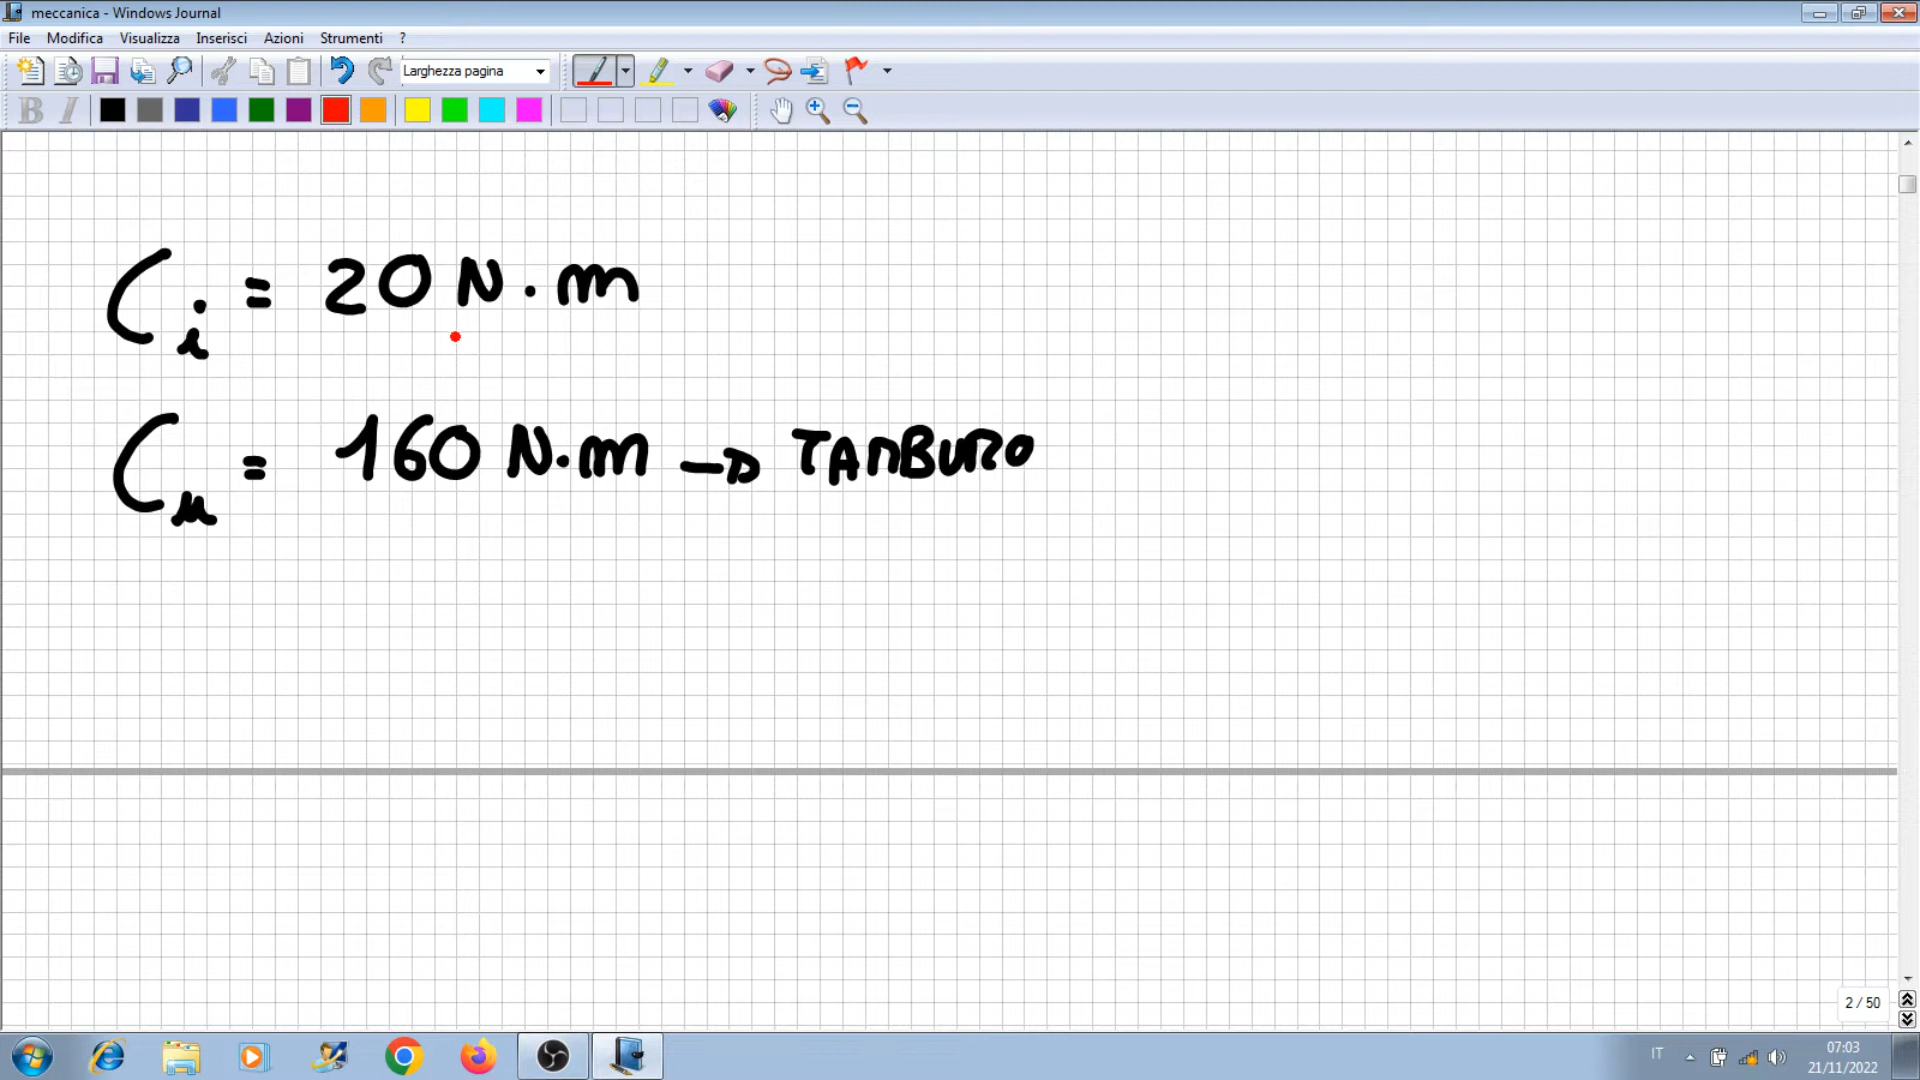 meccanica - Windows Journal
File Modifica Visualizza Inserisci Azioni Strumenti ?
Larghezza pagina
B I
Ci = 20 N·m
Cu = 160 N·m → TAMBURO
2 / 50
IT
07:03
21/11/2022